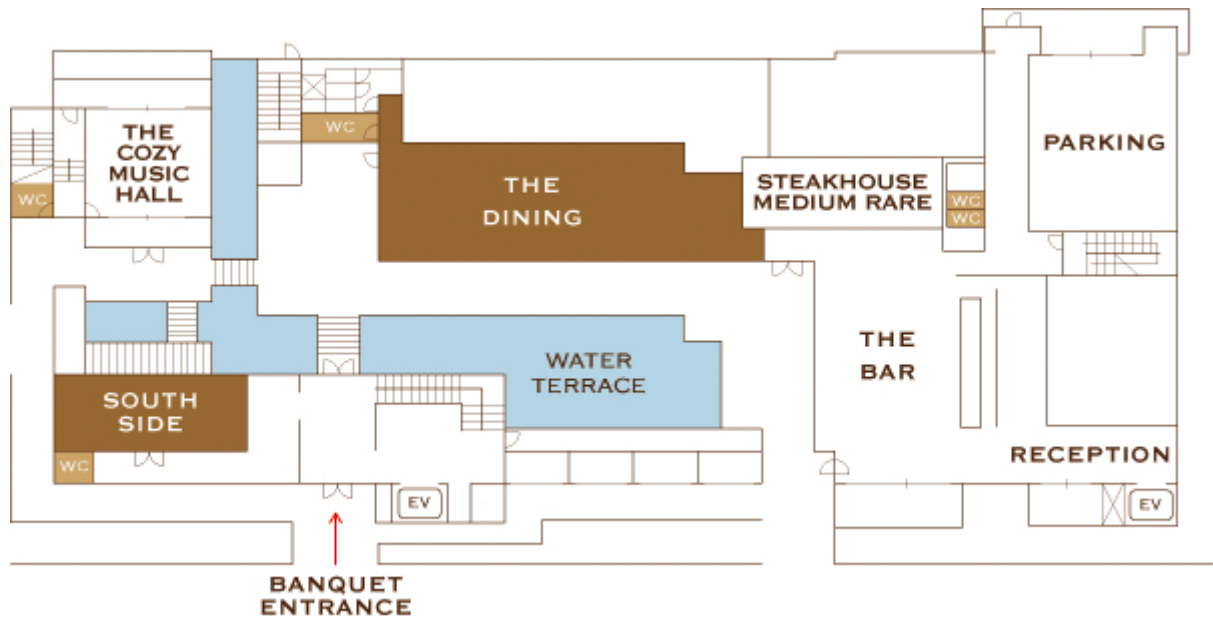 THE
COZY
MUSIC
HALL
WC
WC
THE
DINING
STEAKHOUSE
MEDIUM RARE
WC
WC
PARKING
SOUTH
SIDE
WC
WATER
TERRACE
THE
BAR
RECEPTION
EV
EV
BANQUET
ENTRANCE